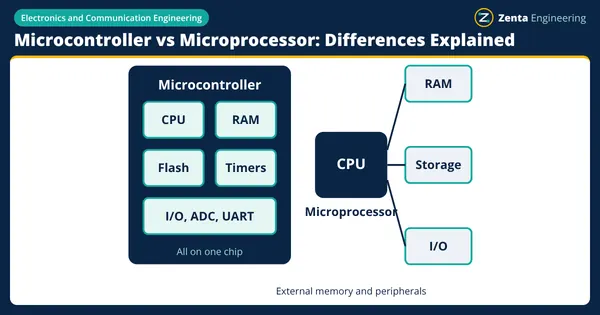 Electronics and Communication Engineering
Zenta Engineering
Microcontroller vs Microprocessor: Differences Explained
Microcontroller
CPU
RAM
Flash
Timers
I/O, ADC, UART
All on one chip
CPU
Microprocessor
RAM
Storage
I/O
External memory and peripherals